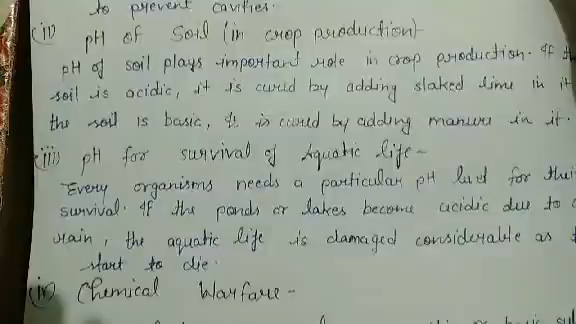 to prevent cavities.
(ii) pH of Soil (in crop production)
pH of soil plays important role in crop production. If
soil is acidic, it is cured by adding slaked lime in it
the soil is basic, it is cured by adding manure in it.
(iii) pH for survival of Aquatic life -
Every organisms needs a particular pH level for their
survival. If the ponds or lakes become acidic due to
rain, the aquatic life is damaged considerable as
start to die.
(iv) Chemical Warfare -